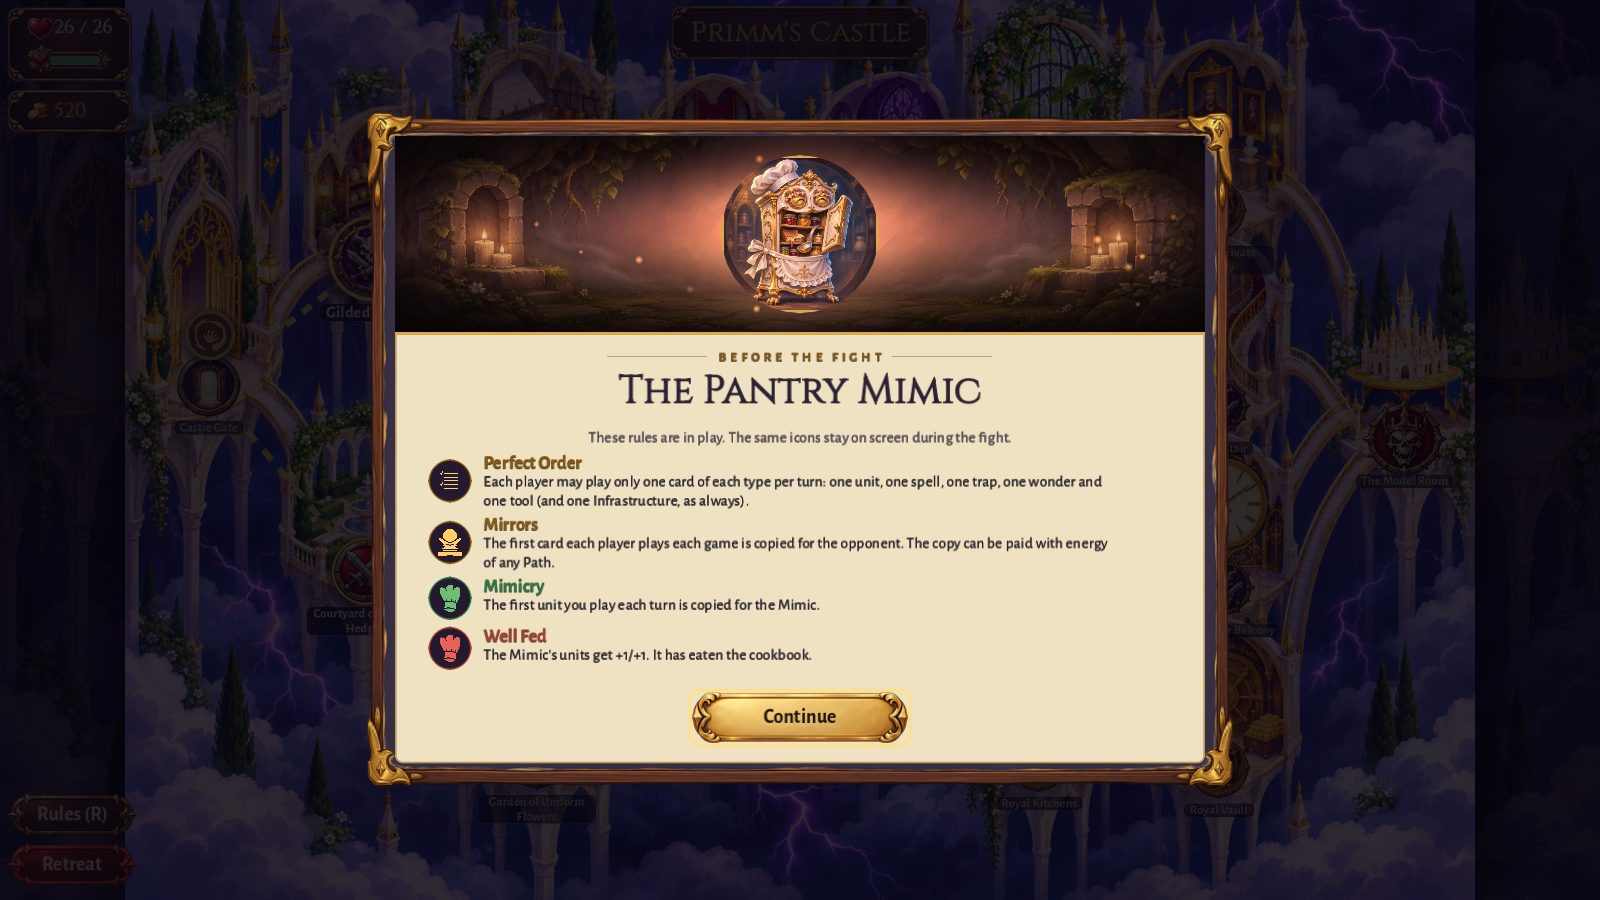 26 / 26
520
PRIMM'S CASTLE
Gilded
Castle Gate
Courtyard
Hedg
Garden of Uniform
Flowers
Royal Kitchens
Royal Vault
The Model Room
Balcony
BEFORE THE FIGHT
THE PANTRY MIMIC
These rules are in play. The same icons stay on screen during the fight.
Perfect Order
Each player may play only one card of each type per turn: one unit, one spell, one trap, one wonder and
one tool (and one Infrastructure, as always).
Mirrors
The first card each player plays each game is copied for the opponent. The copy can be paid with energy
of any Path.
Mimicry
The first unit you play each turn is copied for the Mimic.
Well Fed
The Mimic's units get +1/+1. It has eaten the cookbook.
Continue
Rules (R)
Retreat